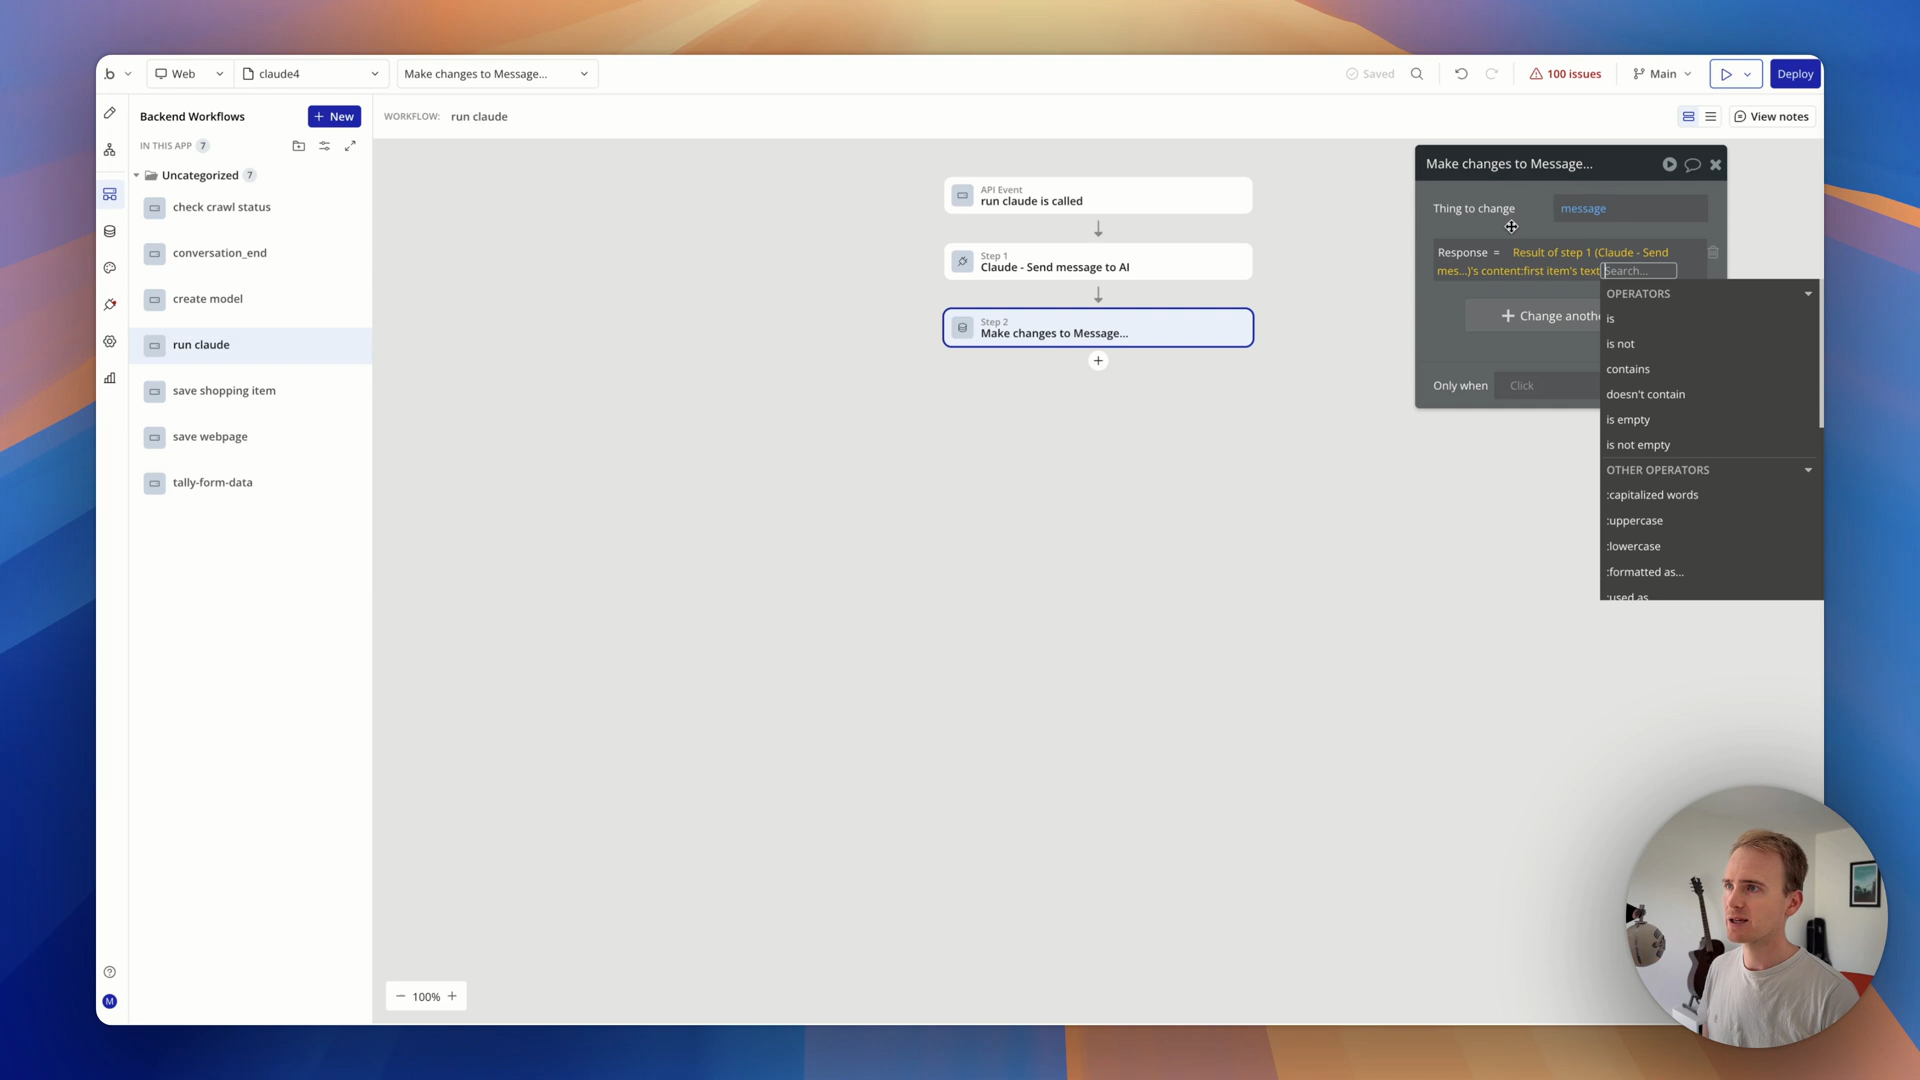 b
Web
claude4
Make changes to Message...
Saved
100 issues
Main
Deploy
Backend Workflows
+ New
WORKFLOW: run claude
View notes
IN THIS APP 7
Uncategorized 7
check crawl status
conversation_end
create model
run claude
save shopping item
save webpage
tally-form-data
API Event
run claude is called
Step 1
Claude - Send message to AI
Step 2
Make changes to Message...
Make changes to Message...
Thing to change message
Response = Result of step 1 (Claude - Send
mes...)'s content:first item's text Search...
+ Change anothe
Only when Click
OPERATORS
is
is not
contains
doesn't contain
is empty
is not empty
OTHER OPERATORS
:capitalized words
:uppercase
:lowercase
:formatted as...
:used as
M
− 100% +